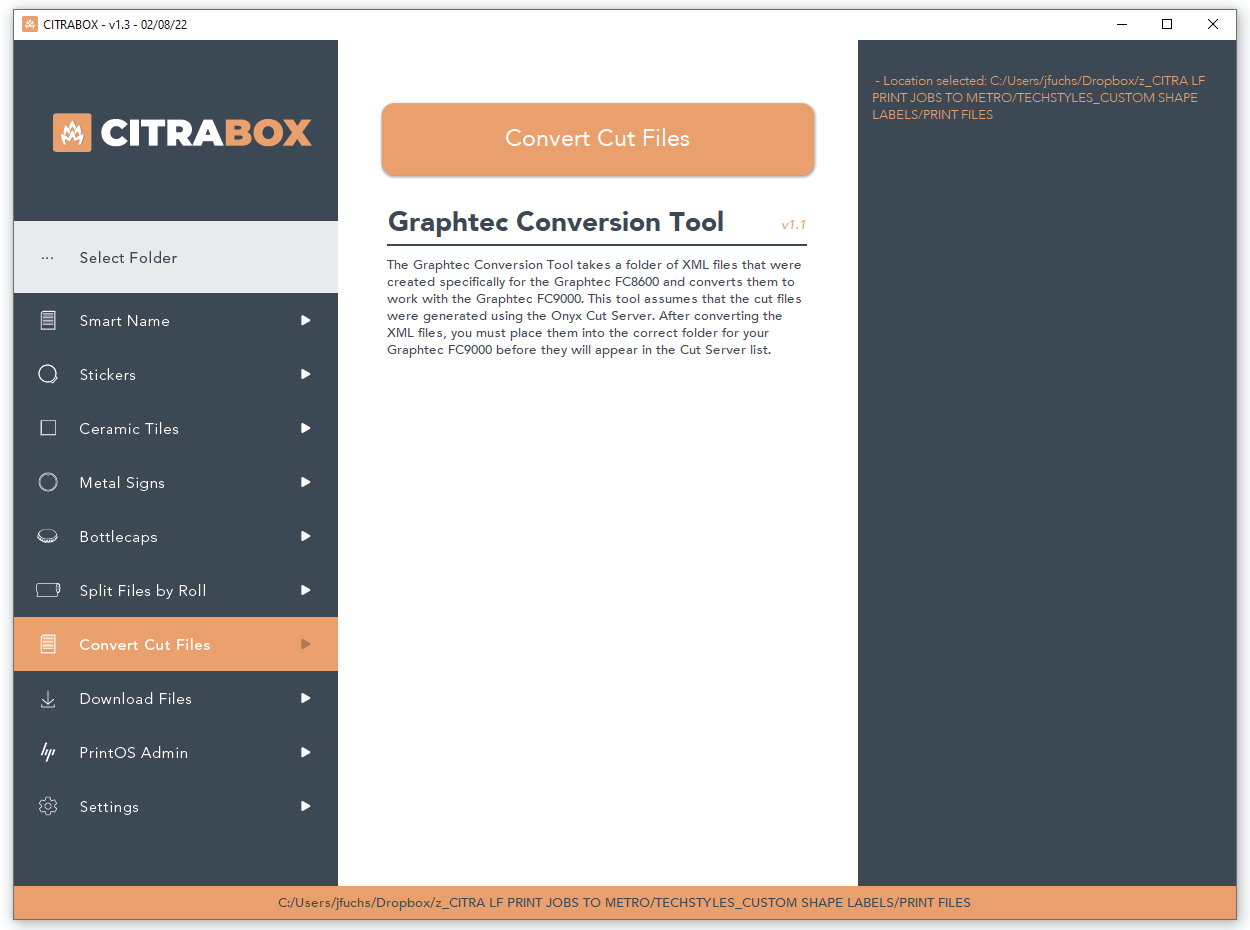 CITRABOX - v1.3 - 02/08/22
CITRABOX
··· Select Folder
Smart Name
Stickers
Ceramic Tiles
Metal Signs
Bottlecaps
Split Files by Roll
Convert Cut Files
Download Files
hp PrintOS Admin
Settings
Convert Cut Files
Graphtec Conversion Tool v1.1
The Graphtec Conversion Tool takes a folder of XML files that were
created specifically for the Graphtec FC8600 and converts them to
work with the Graphtec FC9000. This tool assumes that the cut files
were generated using the Onyx Cut Server. After converting the
XML files, you must place them into the correct folder for your
Graphtec FC9000 before they will appear in the Cut Server list.
- Location selected: C:/Users/jfuchs/Dropbox/z_CITRA LF
PRINT JOBS TO METRO/TECHSTYLES_CUSTOM SHAPE
LABELS/PRINT FILES
C:/Users/jfuchs/Dropbox/z_CITRA LF PRINT JOBS TO METRO/TECHSTYLES_CUSTOM SHAPE LABELS/PRINT FILES